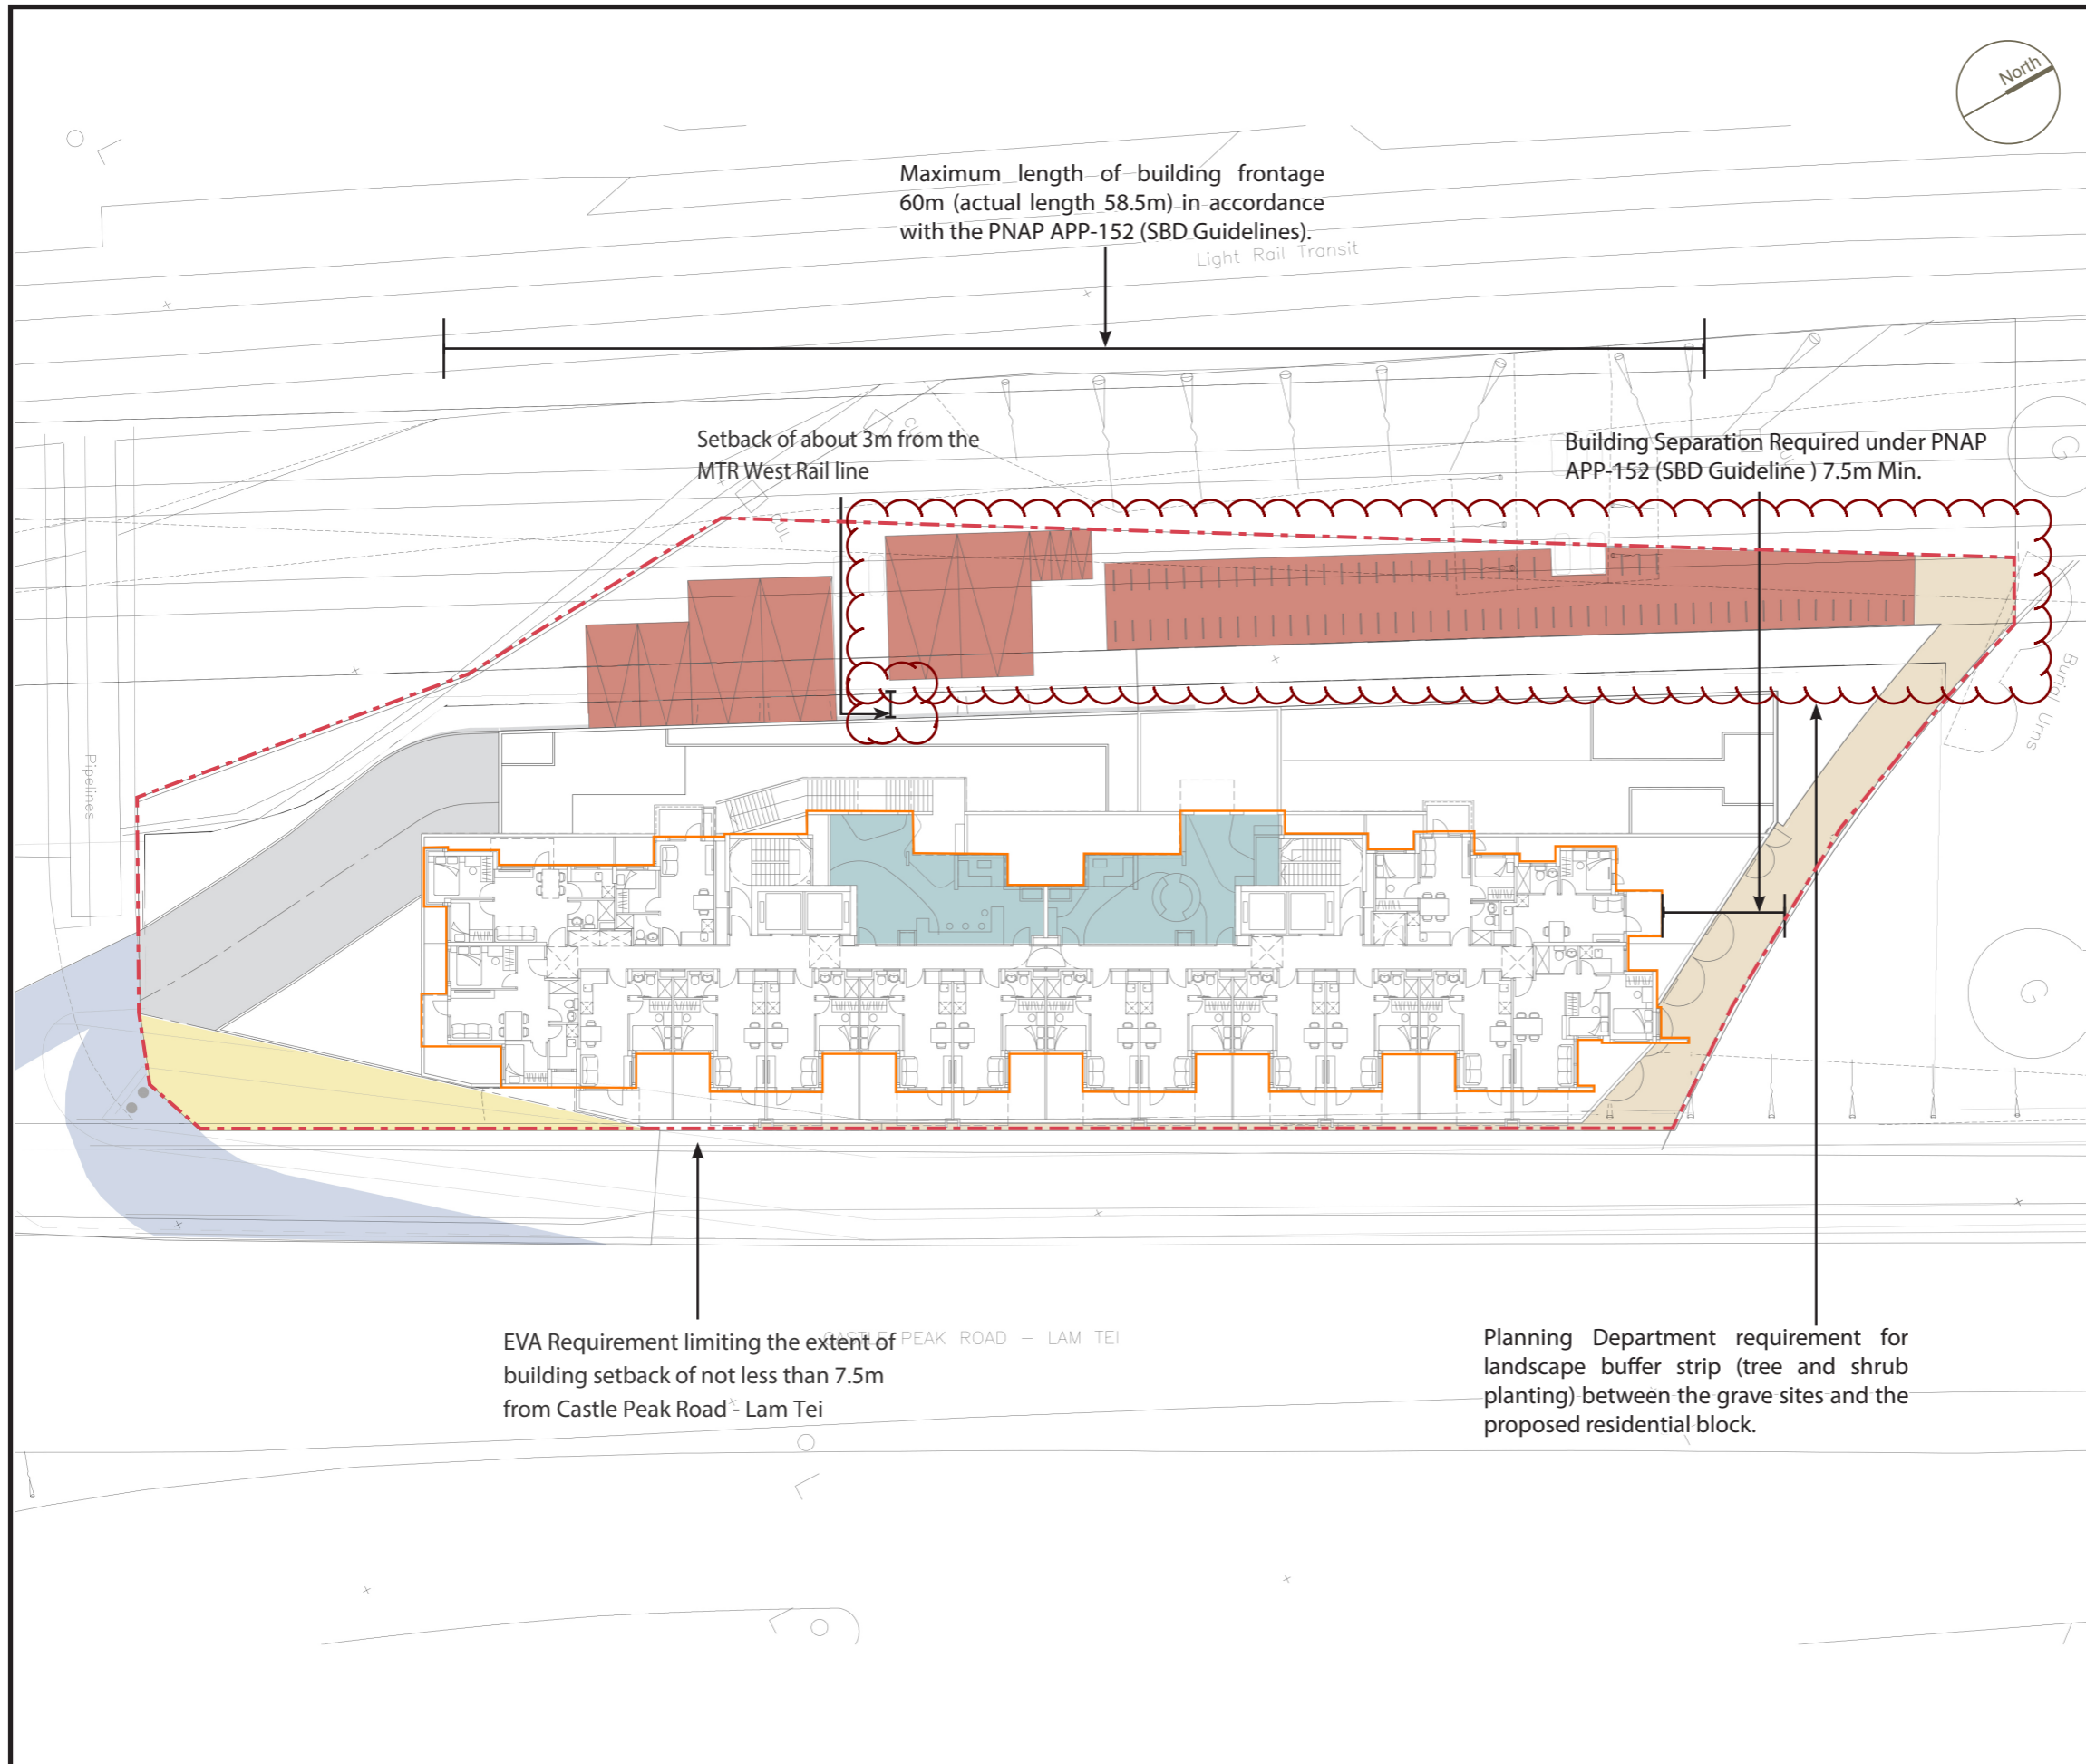 North
Maximum length of building frontage
60m (actual length 58.5m) in accordance
with the PNAP APP-152 (SBD Guidelines).
Light Rail Transit
Setback of about 3m from the
MTR West Rail line
Building Separation Required under PNAP
APP-152 (SBD Guideline ) 7.5m Min.
CUL
CUL
G
Burial Urns
Pipelines
G
EVA Requirement limiting the extent of
building setback of not less than 7.5m
from Castle Peak Road - Lam Tei
CASTLE PEAK ROAD – LAM TEI
Planning Department requirement for
landscape buffer strip (tree and shrub
planting) between the grave sites and the
proposed residential block.